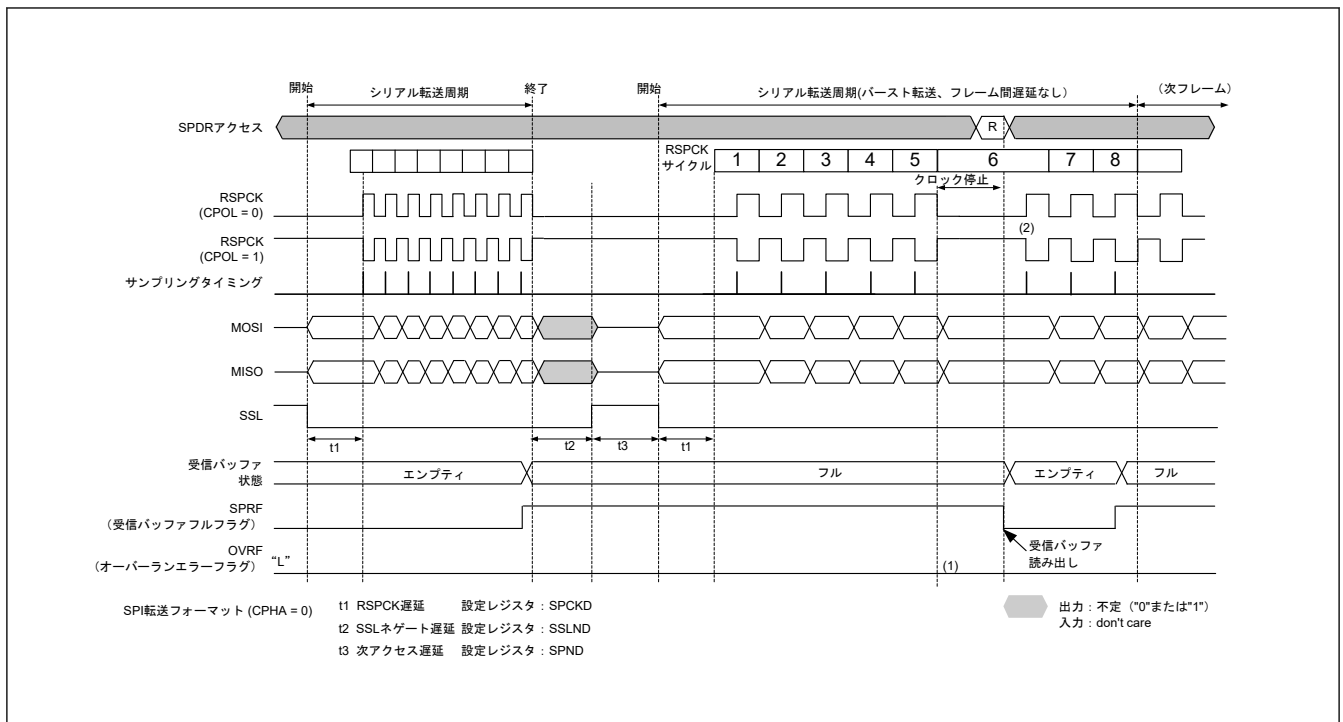 開始
シリアル転送周期
終了
開始
シリアル転送周期(バースト転送、フレーム間遅延なし)
(次フレーム)
SPDRアクセス
R
RSPCK
サイクル
1 2 3 4 5 6 7 8
クロック停止
RSPCK
(CPOL = 0)
(2)
RSPCK
(CPOL = 1)
サンプリングタイミング
MOSI
MISO
SSL
t1
t2
t3
t1
受信バッファ
状態
エンプティ
フル
エンプティ
フル
SPRF
(受信バッファフルフラグ)
受信バッファ
読み出し
OVRF
(オーバーランエラーフラグ)
“L”
(1)
SPI転送フォーマット (CPHA = 0)
t1 RSPCK遅延 設定レジスタ:SPCKD
t2 SSLネゲート遅延 設定レジスタ:SSLND
t3 次アクセス遅延 設定レジスタ:SPND
出力:不定("0"または"1")
入力:don't care